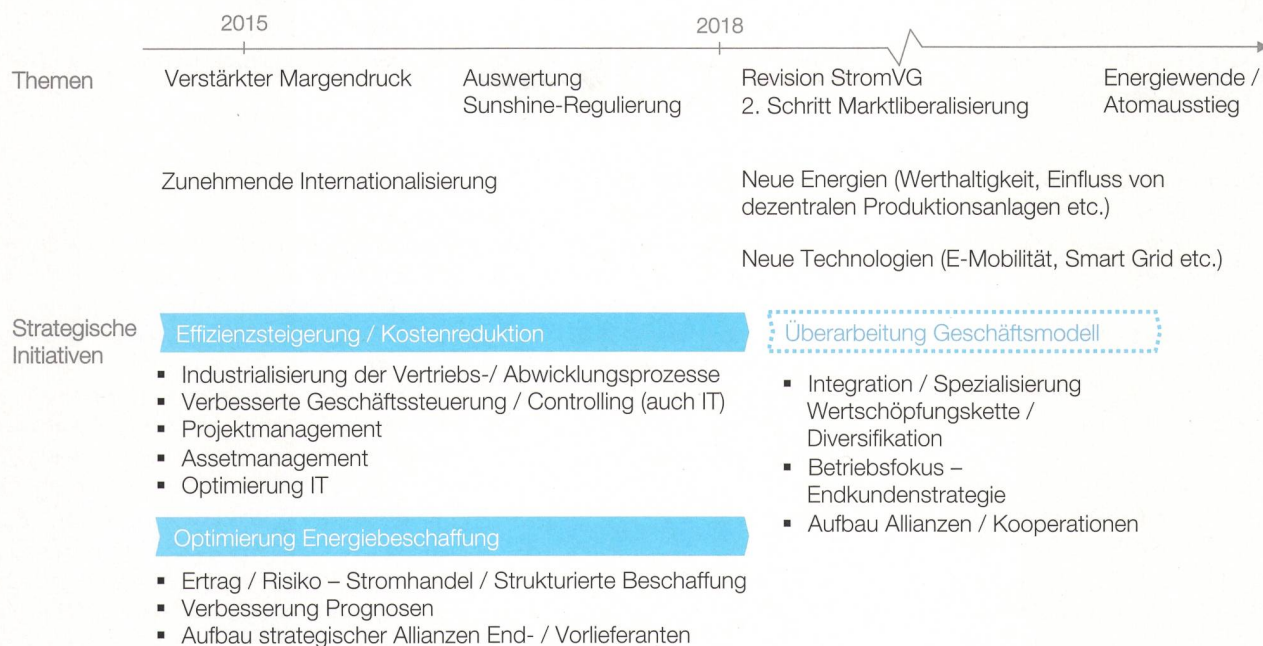 2015
2018
Themen
Verstärkter Margendruck
Auswertung
Sunshine-Regulierung
Revision StromVG
2. Schritt Marktliberalisierung
Energiewende /
Atomausstieg
Zunehmende Internationalisierung
Neue Energien (Werthaltigkeit, Einfluss von
dezentralen Produktionsanlagen etc.)
Neue Technologien (E-Mobilität, Smart Grid etc.)
Strategische
Initiativen
Effizienzsteigerung / Kostenreduktion
▪ Industrialisierung der Vertriebs-/ Abwicklungsprozesse
▪ Verbesserte Geschäftssteuerung / Controlling (auch IT)
▪ Projektmanagement
▪ Assetmanagement
▪ Optimierung IT
Optimierung Energiebeschaffung
▪ Ertrag / Risiko – Stromhandel / Strukturierte Beschaffung
▪ Verbesserung Prognosen
▪ Aufbau strategischer Allianzen End- / Vorlieferanten
Überarbeitung Geschäftsmodell
▪ Integration / Spezialisierung
Wertschöpfungskette /
Diversifikation
▪ Betriebsfokus –
Endkundenstrategie
▪ Aufbau Allianzen / Kooperationen